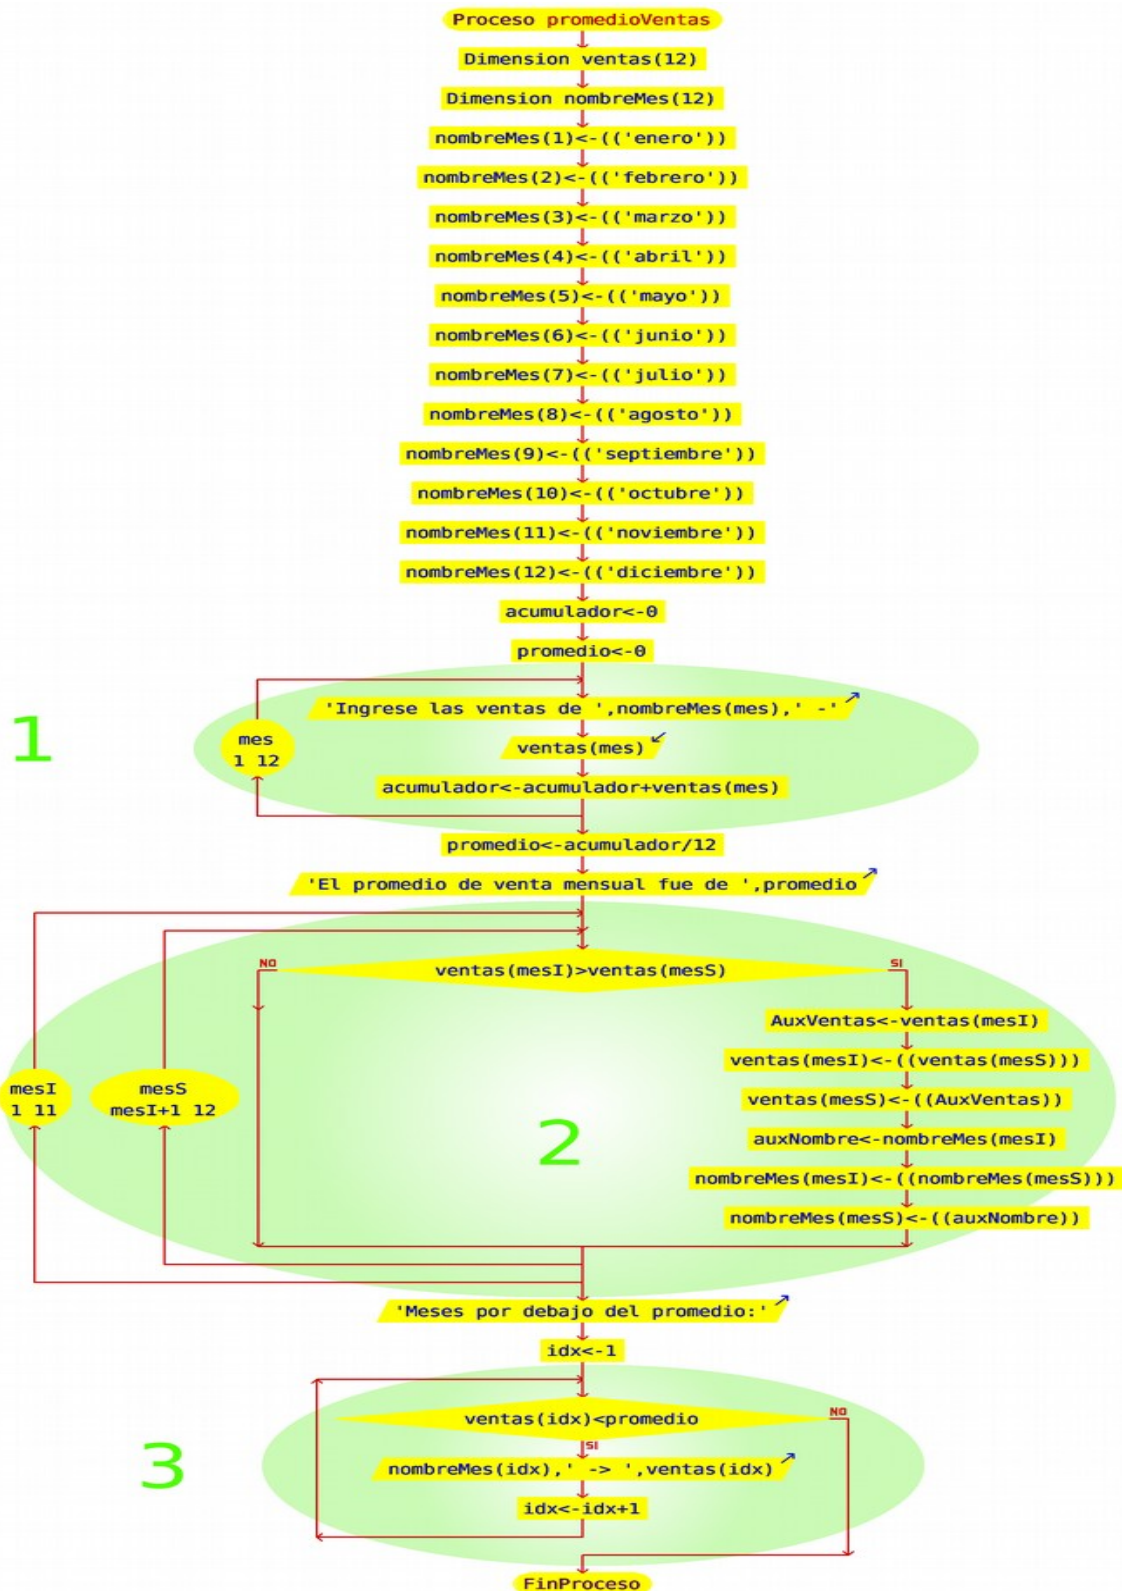 Proceso promedioVentas
Dimension ventas(12)
Dimension nombreMes(12)
nombreMes(1)<-(('enero'))
nombreMes(2)<-(('febrero'))
nombreMes(3)<-(('marzo'))
nombreMes(4)<-(('abril'))
nombreMes(5)<-(('mayo'))
nombreMes(6)<-(('junio'))
nombreMes(7)<-(('julio'))
nombreMes(8)<-(('agosto'))
nombreMes(9)<-(('septiembre'))
nombreMes(10)<-(('octubre'))
nombreMes(11)<-(('noviembre'))
nombreMes(12)<-(('diciembre'))
acumulador<-0
promedio<-0
1
mes
1 12
'Ingrese las ventas de ',nombreMes(mes),' -'
ventas(mes)
acumulador<-acumulador+ventas(mes)
promedio<-acumulador/12
'El promedio de venta mensual fue de ',promedio
mesI
1 11
mesS
mesI+1 12
NO
ventas(mesI)>ventas(mesS)
SI
AuxVentas<-ventas(mesI)
ventas(mesI)<-((ventas(mesS)))
ventas(mesS)<-((AuxVentas))
auxNombre<-nombreMes(mesI)
nombreMes(mesI)<-((nombreMes(mesS)))
nombreMes(mesS)<-((auxNombre))
2
'Meses por debajo del promedio:'
idx<-1
3
ventas(idx)<promedio
NO
SI
nombreMes(idx),' -> ',ventas(idx)
idx<-idx+1
FinProceso